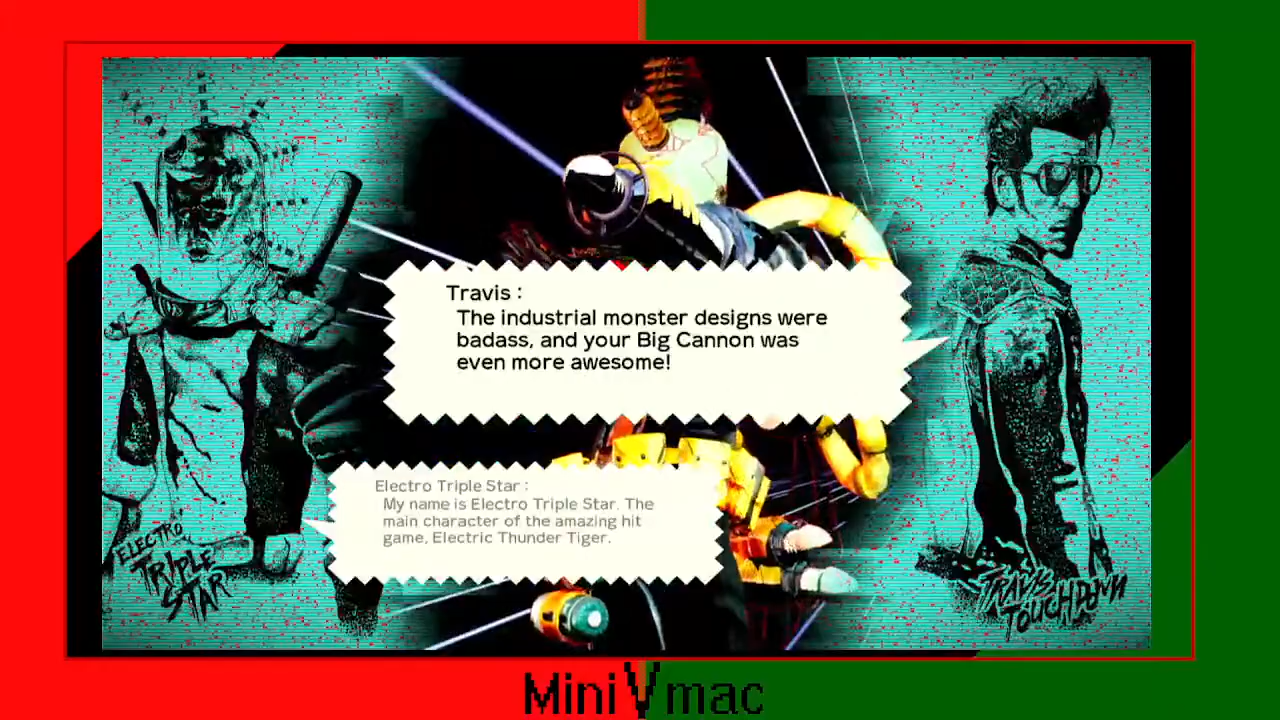 Travis :
The industrial monster designs were
badass, and your Big Cannon was
even more awesome!
Electro Triple Star :
My name is Electro Triple Star. The
main character of the amazing hit
game, Electric Thunder Tiger.
ELECTRO
TRIPLE
STAR
TRAVIS
TOUCHDOWN
Mini Vmac